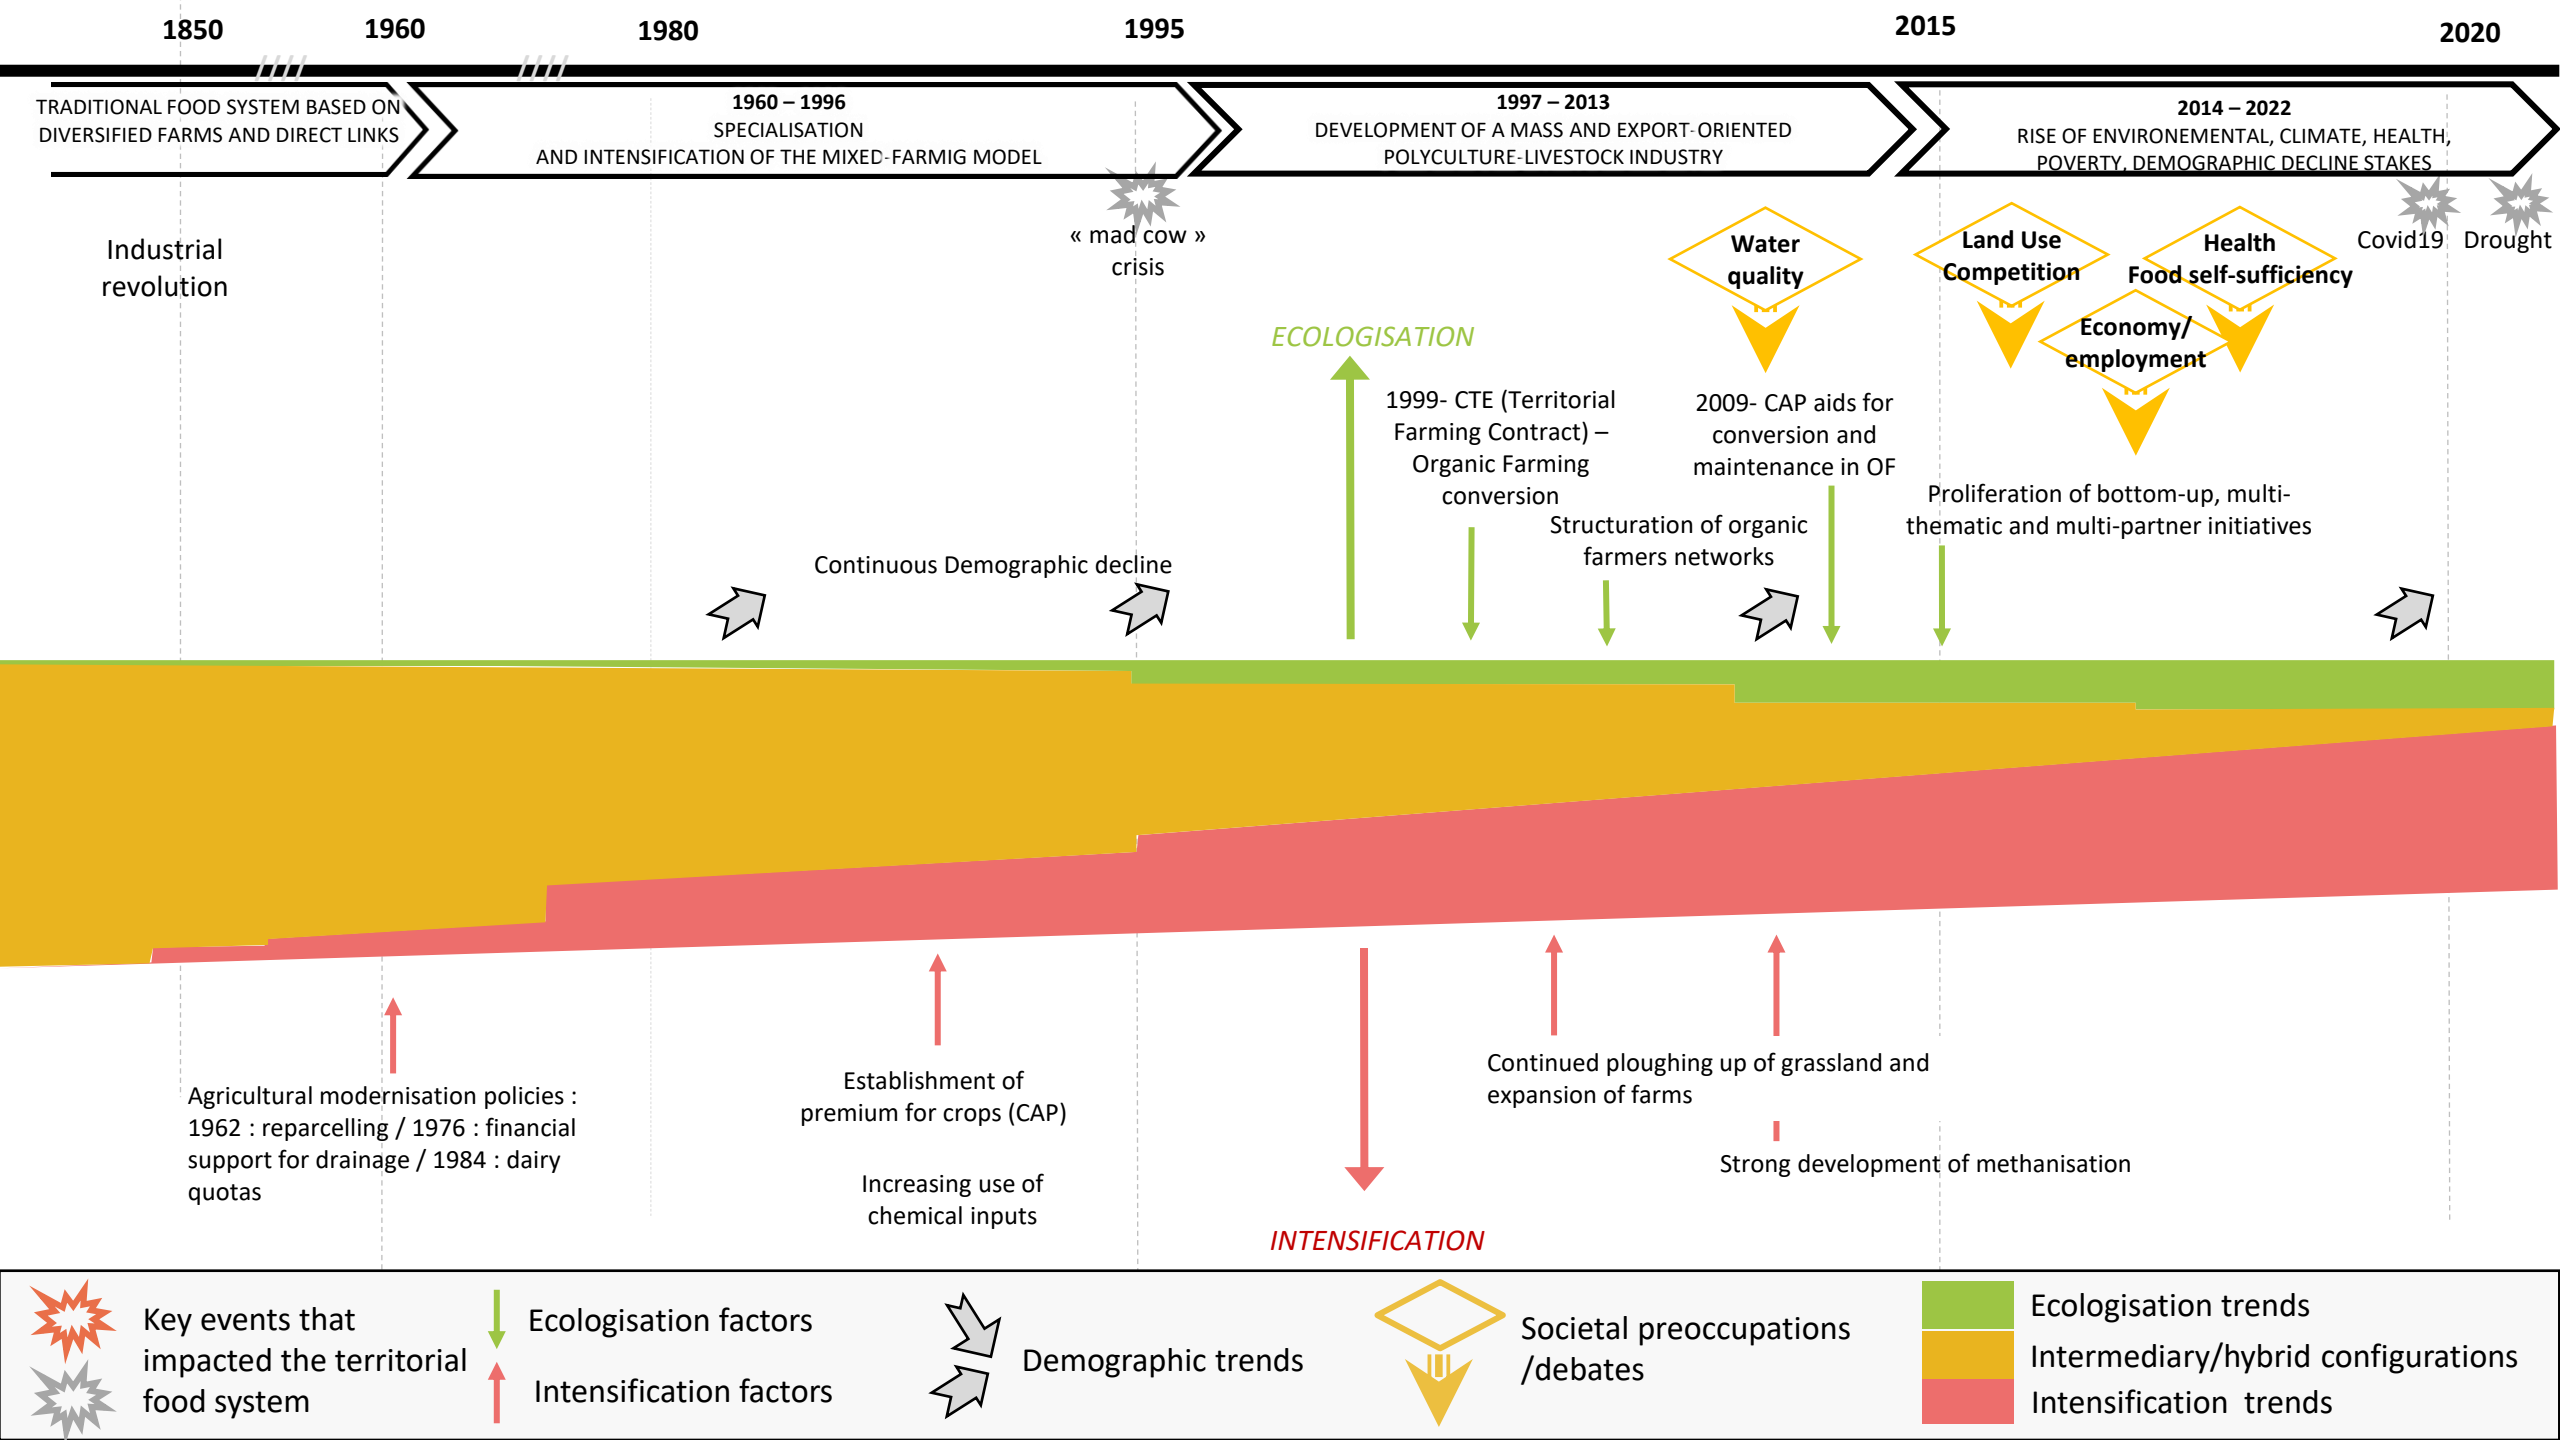 1850
1960
1980
1995
2015
2020
TRADITIONAL FOOD SYSTEM BASED ON
DIVERSIFIED FARMS AND DIRECT LINKS
1960 – 1996
SPECIALISATION
AND INTENSIFICATION OF THE MIXED-FARMIG MODEL
1997 – 2013
DEVELOPMENT OF A MASS AND EXPORT-ORIENTED
POLYCULTURE-LIVESTOCK INDUSTRY
2014 – 2022
RISE OF ENVIRONEMENTAL, CLIMATE, HEALTH,
POVERTY, DEMOGRAPHIC DECLINE STAKES
Industrial
revolution
« mad cow »
crisis
Water
quality
Land Use
Competition
Health
Food self-sufficiency
Economy/
employment
Covid19
Drought
ECOLOGISATION
1999- CTE (Territorial
Farming Contract) –
Organic Farming
conversion
2009- CAP aids for
conversion and
maintenance in OF
Structuration of organic
farmers networks
Proliferation of bottom-up, multi-
thematic and multi-partner initiatives
Continuous Demographic decline
Agricultural modernisation policies :
1962 : reparcelling / 1976 : financial
support for drainage / 1984 : dairy
quotas
Establishment of
premium for crops (CAP)
Increasing use of
chemical inputs
Continued ploughing up of grassland and
expansion of farms
Strong development of methanisation
INTENSIFICATION
Key events that
impacted the territorial
food system
Ecologisation factors
Intensification factors
Demographic trends
Societal preoccupations
/debates
Ecologisation trends
Intermediary/hybrid configurations
Intensification trends